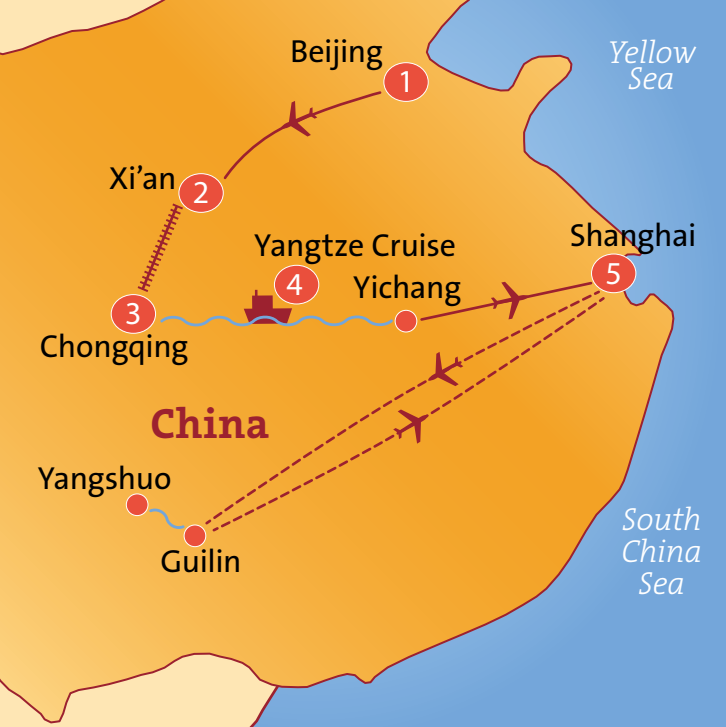 Yellow
Sea
Beijing
1
Xi’an
2
Shanghai
5
Yangtze Cruise
4
Yichang
3
Chongqing
China
Yangshuo
Guilin
South
China
Sea